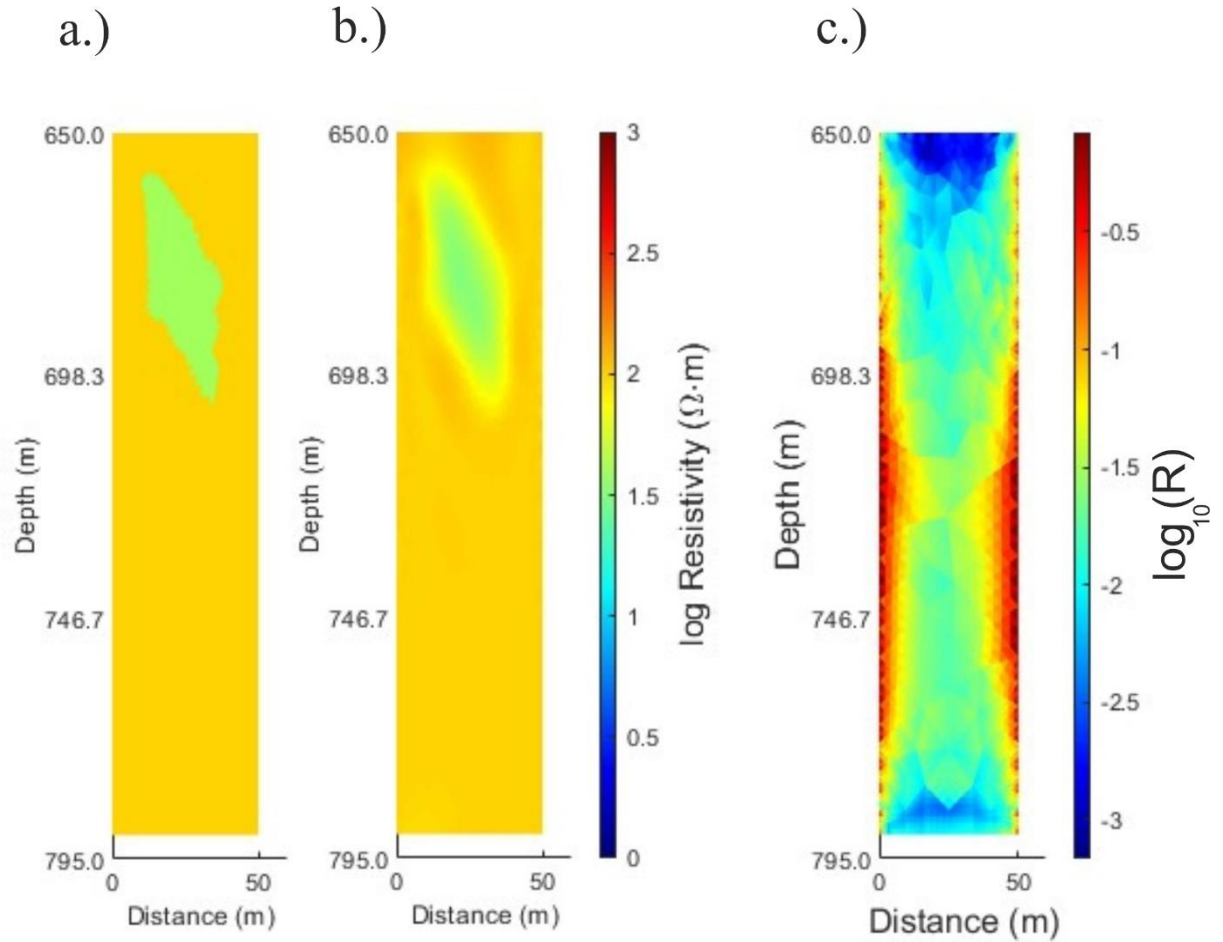 a.)
b.)
c.)
650.0
698.3
746.7
795.0
Depth (m)
0
50
Distance (m)
650.0
698.3
746.7
795.0
Depth (m)
0
50
Distance (m)
3
2.5
2
1.5
1
0.5
0
log Resistivity (Ω·m)
650.0
698.3
746.7
795.0
Depth (m)
0
50
Distance (m)
-0.5
-1
-1.5
-2
-2.5
-3
log₁₀(R)